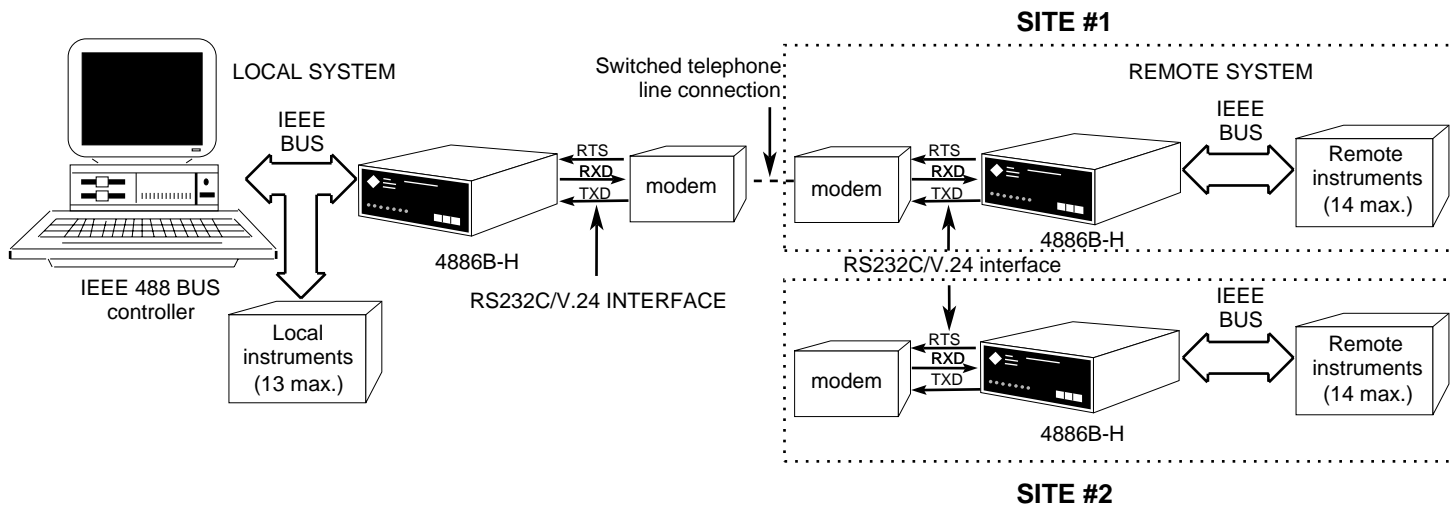 SITE #1
LOCAL SYSTEM
Switched telephone
line connection
REMOTE SYSTEM
IEEE
BUS
IEEE
BUS
RTS
RXD
TXD
modem
modem
RTS
RXD
TXD
Remote
instruments
(14 max.)
4886B-H
4886B-H
IEEE 488 BUS
controller
RS232C/V.24 INTERFACE
RS232C/V.24 interface
Local
instruments
(13 max.)
IEEE
BUS
modem
RTS
RXD
TXD
Remote
instruments
(14 max.)
4886B-H
SITE #2